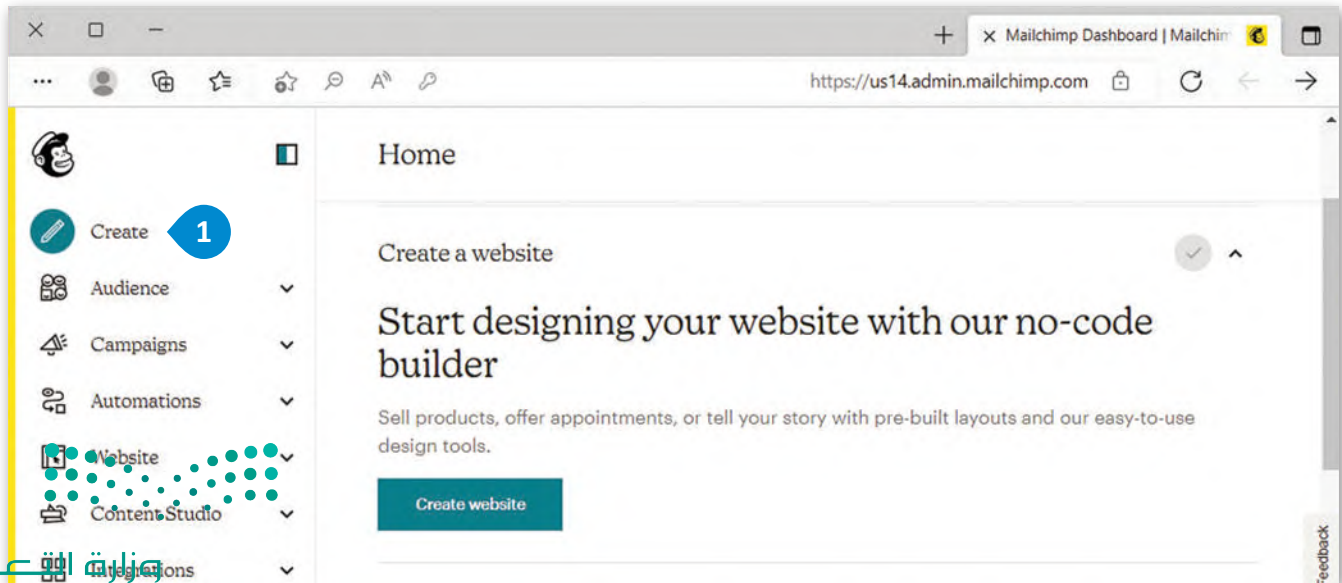 Mailchimp Dashboard | Mailchim
https://us14.admin.mailchimp.com
Home
Create
1
Audience
Campaigns
Automations
Website
Content Studio
Integrations
Create a website
Start designing your website with our no-code
builder
Sell products, offer appointments, or tell your story with pre-built layouts and our easy-to-use
design tools.
Create website
Feedback
وزارة